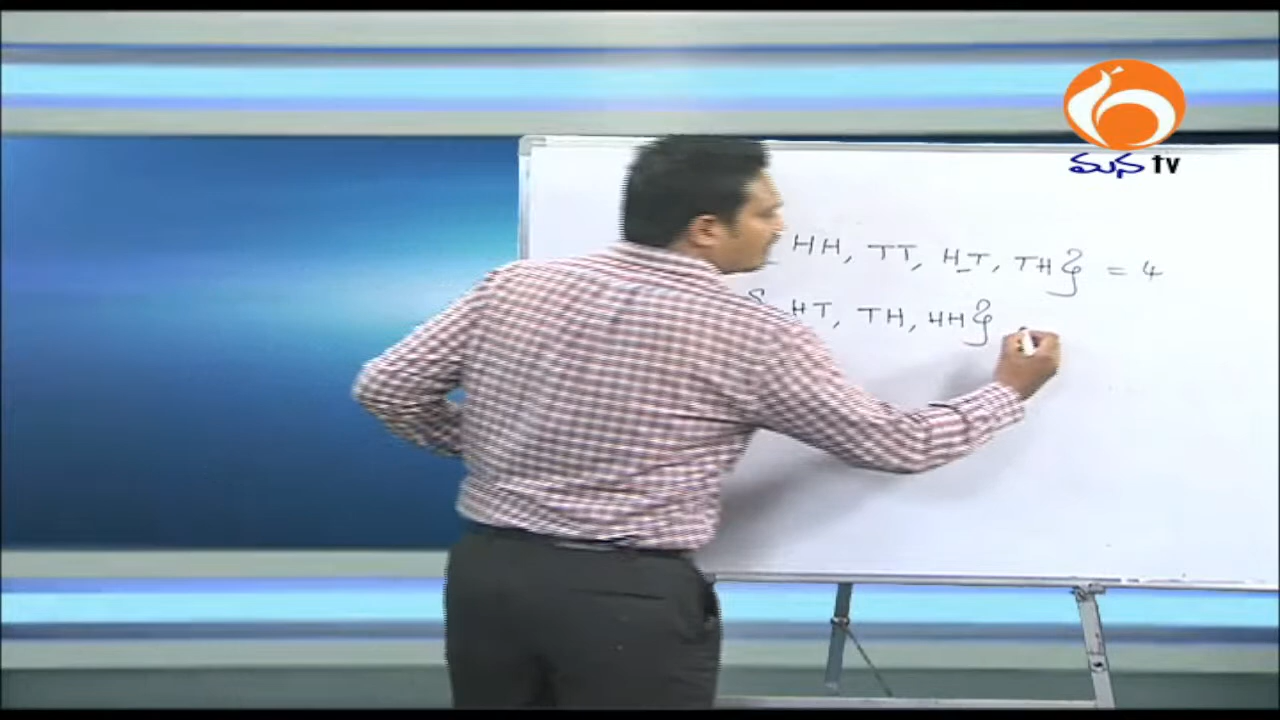 మన tv
HH, TT, HT, TH} = 4
{ HT, TH, HH}